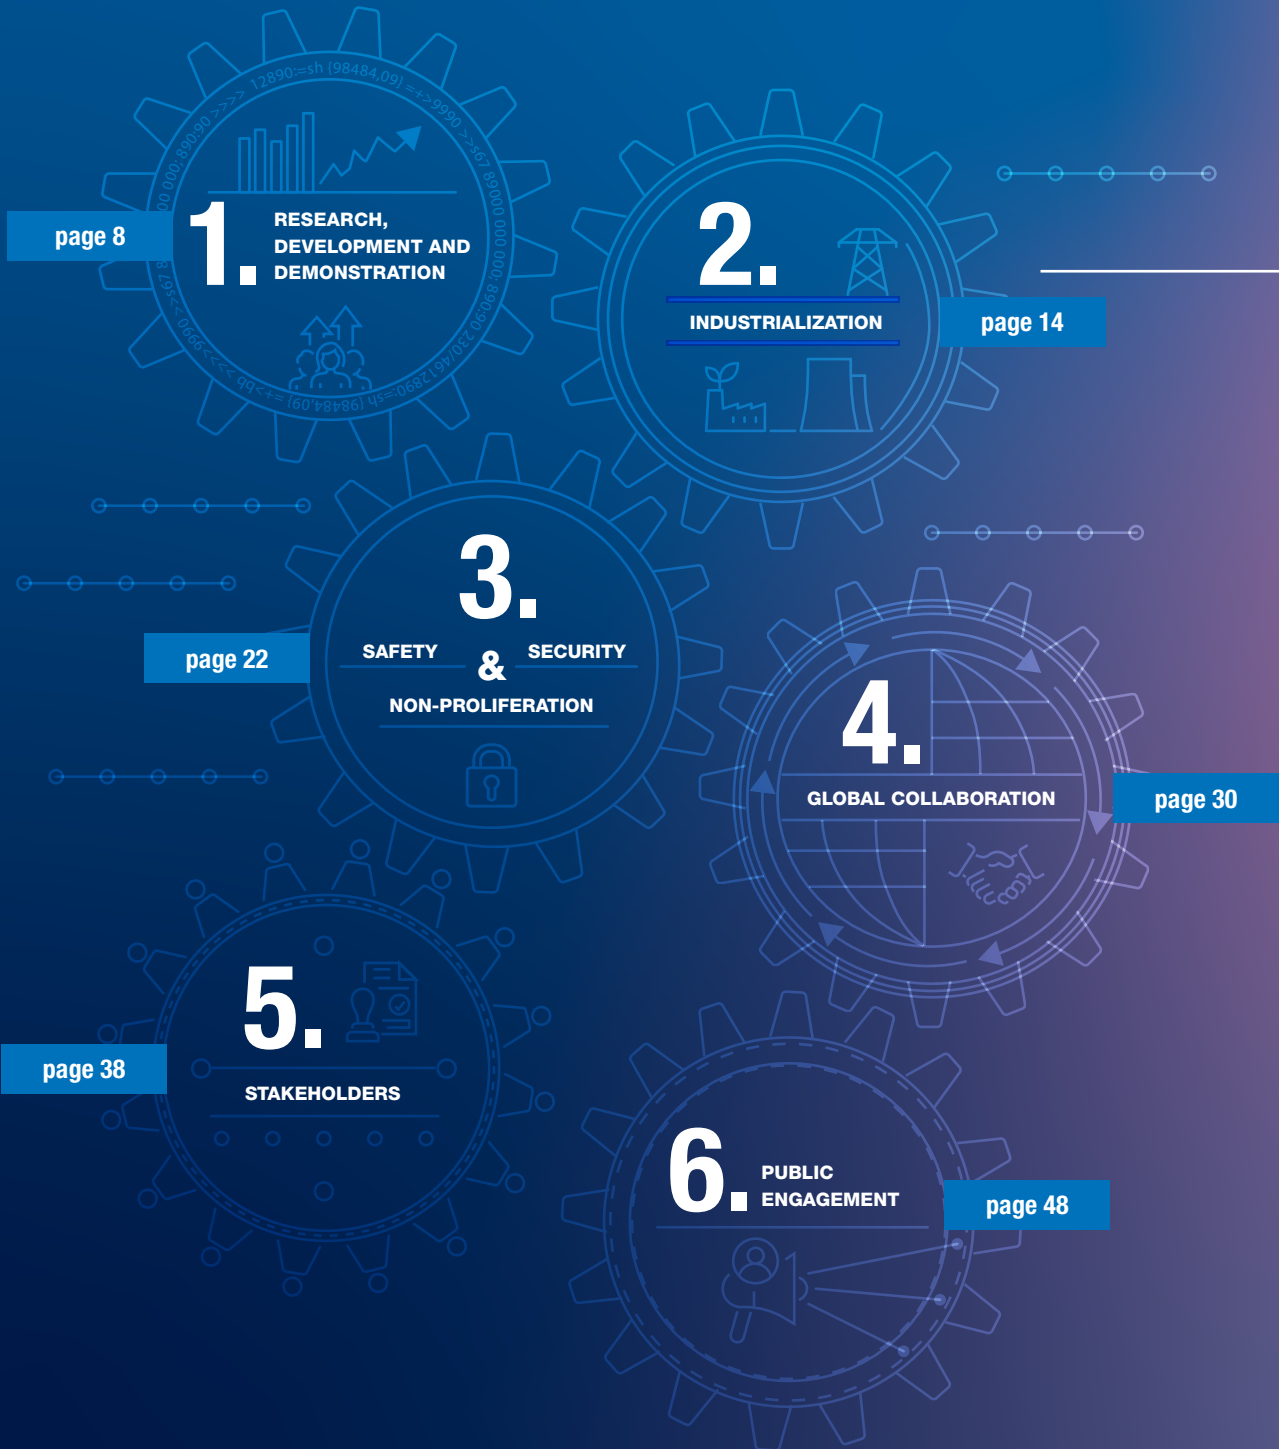 page 8
1.
RESEARCH,
DEVELOPMENT AND
DEMONSTRATION
2.
INDUSTRIALIZATION
page 14
3.
SAFETY & SECURITY
NON-PROLIFERATION
page 22
4.
GLOBAL COLLABORATION
page 30
5.
STAKEHOLDERS
page 38
6.
PUBLIC
ENGAGEMENT
page 48